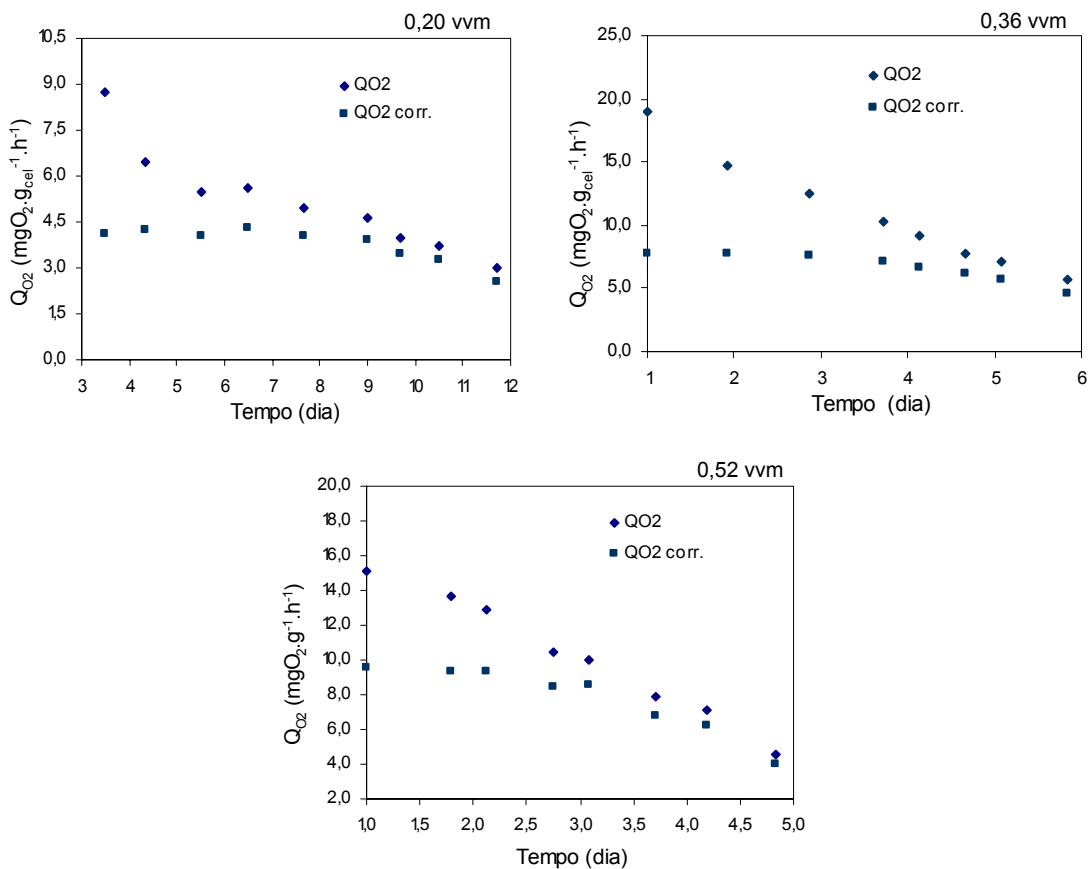 0,20 vvm
10,5
9,0
7,5
6,0
4,5
3,0
1,5
0,0
Q_O2 (mgO2.g_cel^-1.h^-1)
QO2
QO2 corr.
3 4 5 6 7 8 9 10 11 12
Tempo (dia)
0,36 vvm
25,0
20,0
15,0
10,0
5,0
0,0
Q_O2 (mgO2.g_cel^-1.h^-1)
QO2
QO2 corr.
1 2 3 4 5 6
Tempo (dia)
0,52 vvm
20,0
18,0
16,0
14,0
12,0
10,0
8,0
6,0
4,0
2,0
Q_O2 (mgO2.g^-1.h^-1)
QO2
QO2 corr.
1,0 1,5 2,0 2,5 3,0 3,5 4,0 4,5 5,0
Tempo (dia)